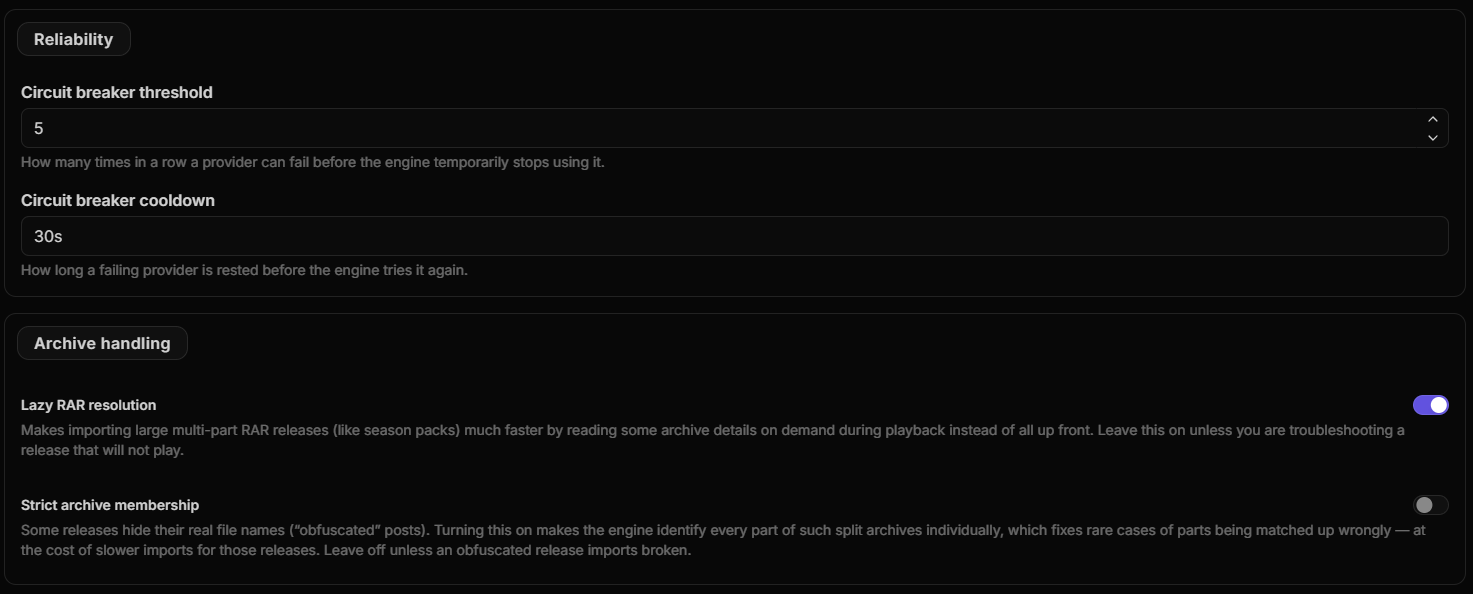 Reliability
Circuit breaker threshold
5
How many times in a row a provider can fail before the engine temporarily stops using it.
Circuit breaker cooldown
30s
How long a failing provider is rested before the engine tries it again.
Archive handling
Lazy RAR resolution
Makes importing large multi-part RAR releases (like season packs) much faster by reading some archive details on demand during playback instead of all up front. Leave this on unless you are troubleshooting a
release that will not play.
Strict archive membership
Some releases hide their real file names (“obfuscated” posts). Turning this on makes the engine identify every part of such split archives individually, which fixes rare cases of parts being matched up wrongly — at
the cost of slower imports for those releases. Leave off unless an obfuscated release imports broken.